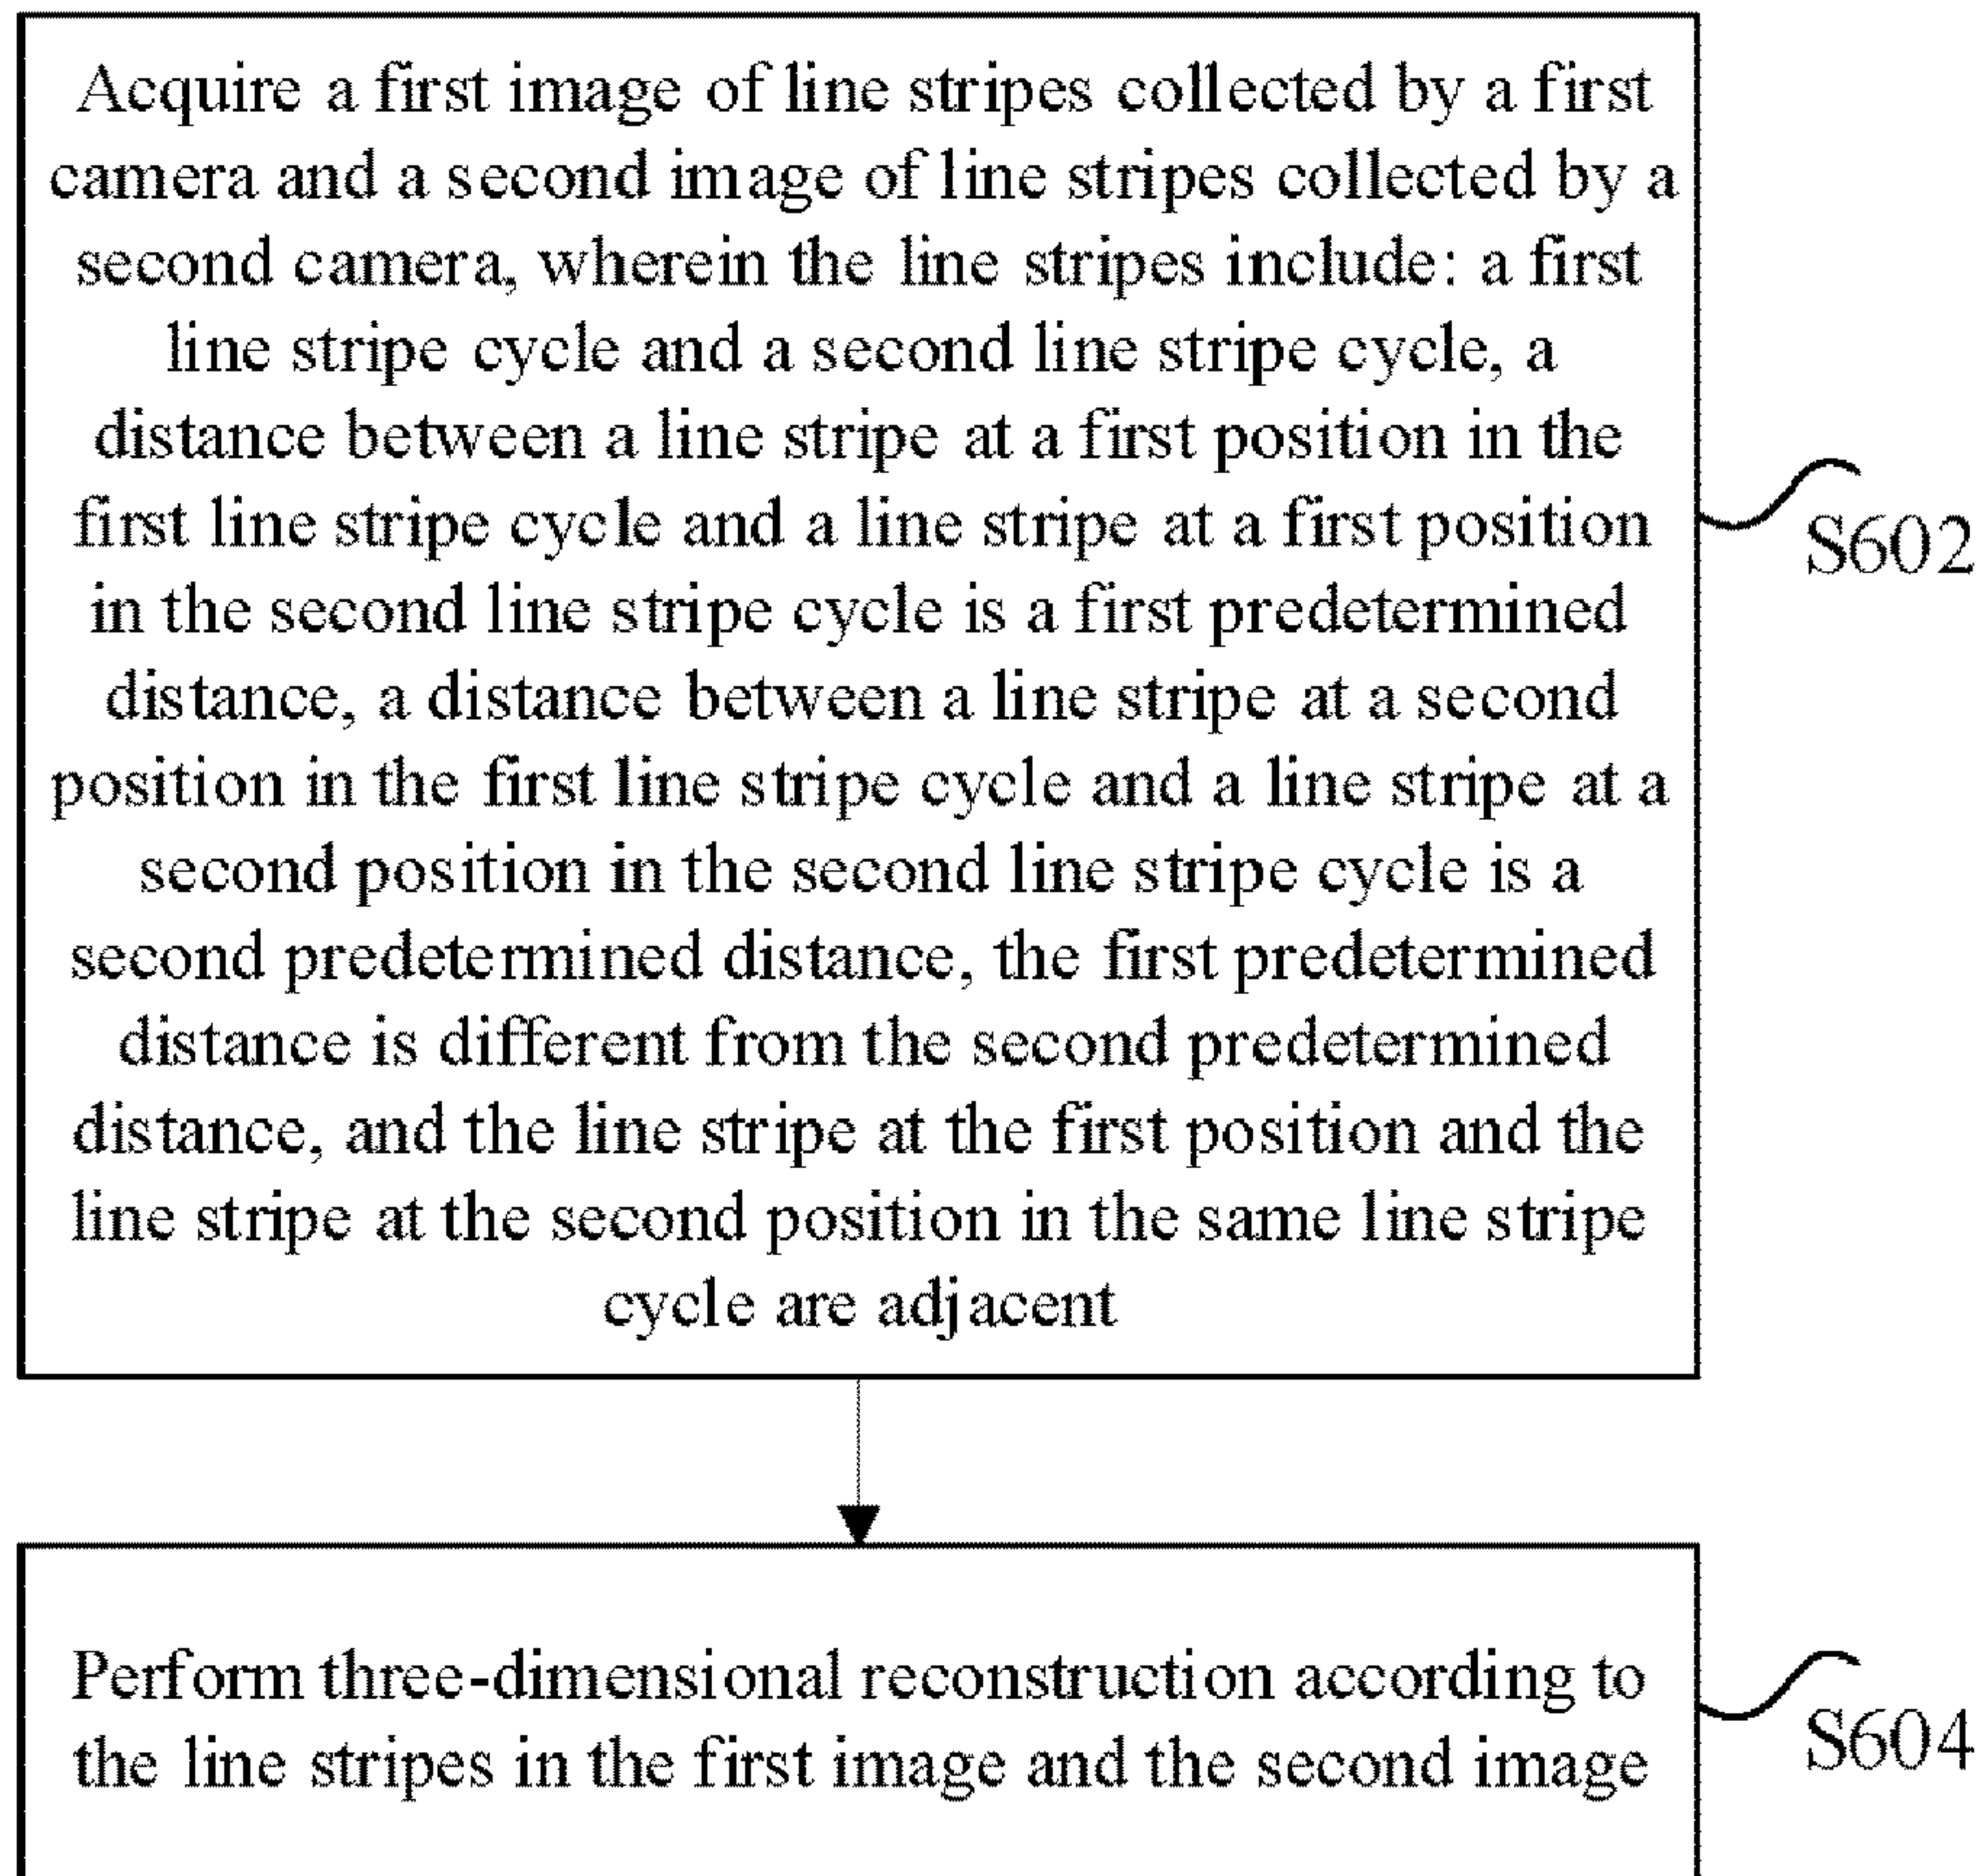 Acquire a first image of line stripes collected by a first
camera and a second image of line stripes collected by a
second camera, wherein the line stripes include: a first
line stripe cycle and a second line stripe cycle, a
distance between a line stripe at a first position in the
first line stripe cycle and a line stripe at a first position
in the second line stripe cycle is a first predetermined
distance, a distance between a line stripe at a second
position in the first line stripe cycle and a line stripe at a
second position in the second line stripe cycle is a
second predetermined distance, the first predetermined
distance is different from the second predetermined
distance, and the line stripe at the first position and the
line stripe at the second position in the same line stripe
cycle are adjacent
S602
Perform three-dimensional reconstruction according to
the line stripes in the first image and the second image
S604